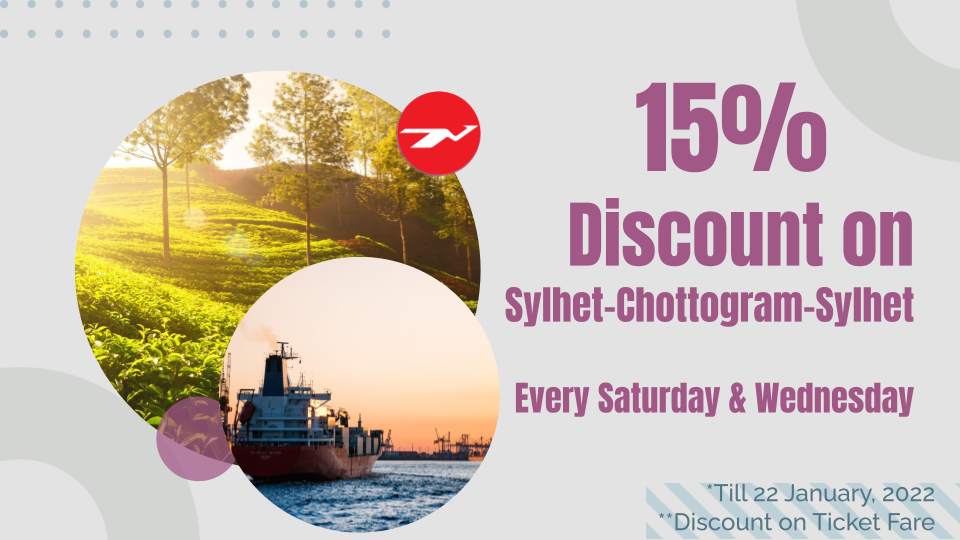 15%
Discount on
Sylhet-Chottogram-Sylhet
Every Saturday & Wednesday
*Till 22 January, 2022
**Discount on Ticket Fare